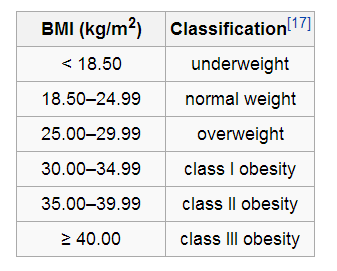 BMI (kg/m²) Classification[17]
< 18.50 underweight
18.50–24.99 normal weight
25.00–29.99 overweight
30.00–34.99 class I obesity
35.00–39.99 class II obesity
≥ 40.00 class III obesity